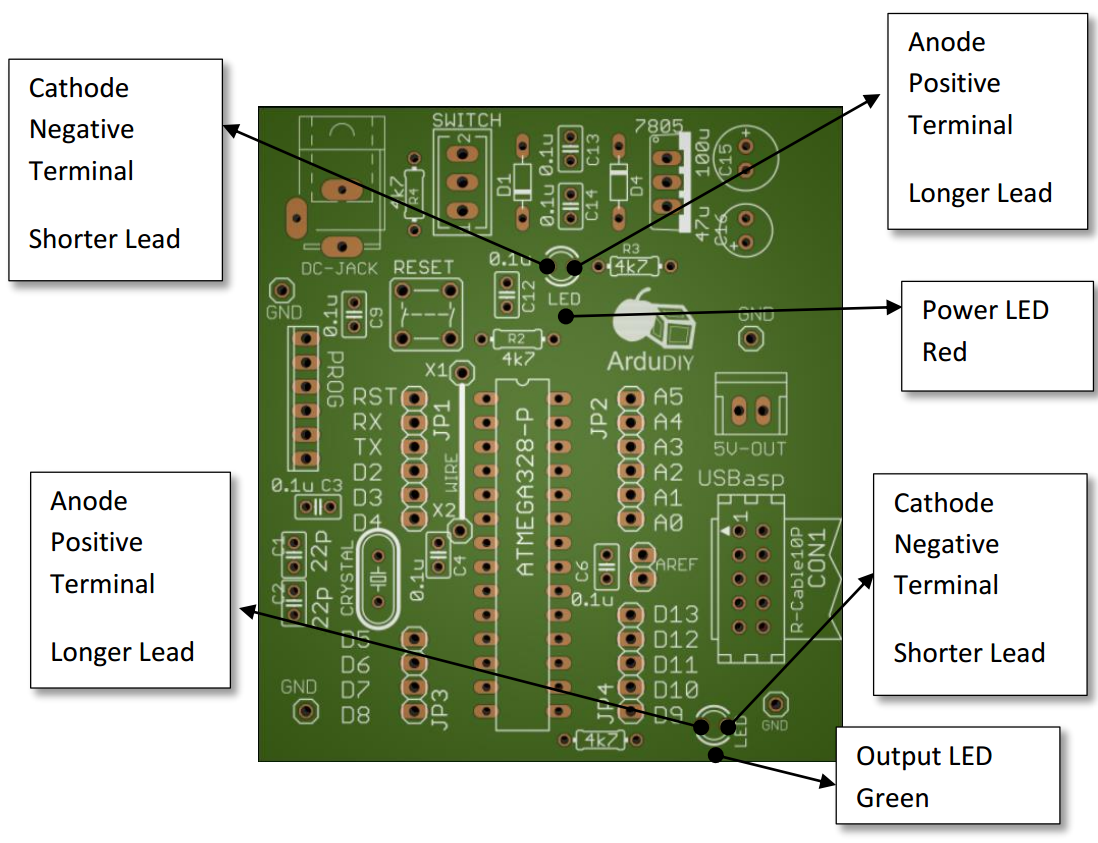 Cathode
Negative
Terminal
Shorter Lead
Anode
Positive
Terminal
Longer Lead
Power LED
Red
Anode
Positive
Terminal
Longer Lead
Cathode
Negative
Terminal
Shorter Lead
Output LED
Green
SWITCH
2
1
DC-JACK
4k7
R4
D1
0.1u
C13
0.1u
C14
D4
7805
100u
C15
+
47u
C16
+
0.1u
C12
LED
R3
4k7
RESET
GND
0.1u
C9
R2
4k7
ArduDIY
GND
PROG
X1
WIRE
X2
RST
RX
TX
D2
D3
D4
JP1
ATMEGA328-P
JP2
A5
A4
A3
A2
A1
A0
5V-OUT
USBasp
1
R-Cable10P
CON1
0.1u C3
C1
22p
C2
22p
CRYSTAL
0.1u
C4
C6
0.1u
AREF
D5
D6
D7
D8
JP3
D13
D12
D11
D10
D9
JP4
GND
4k7
LED
GND